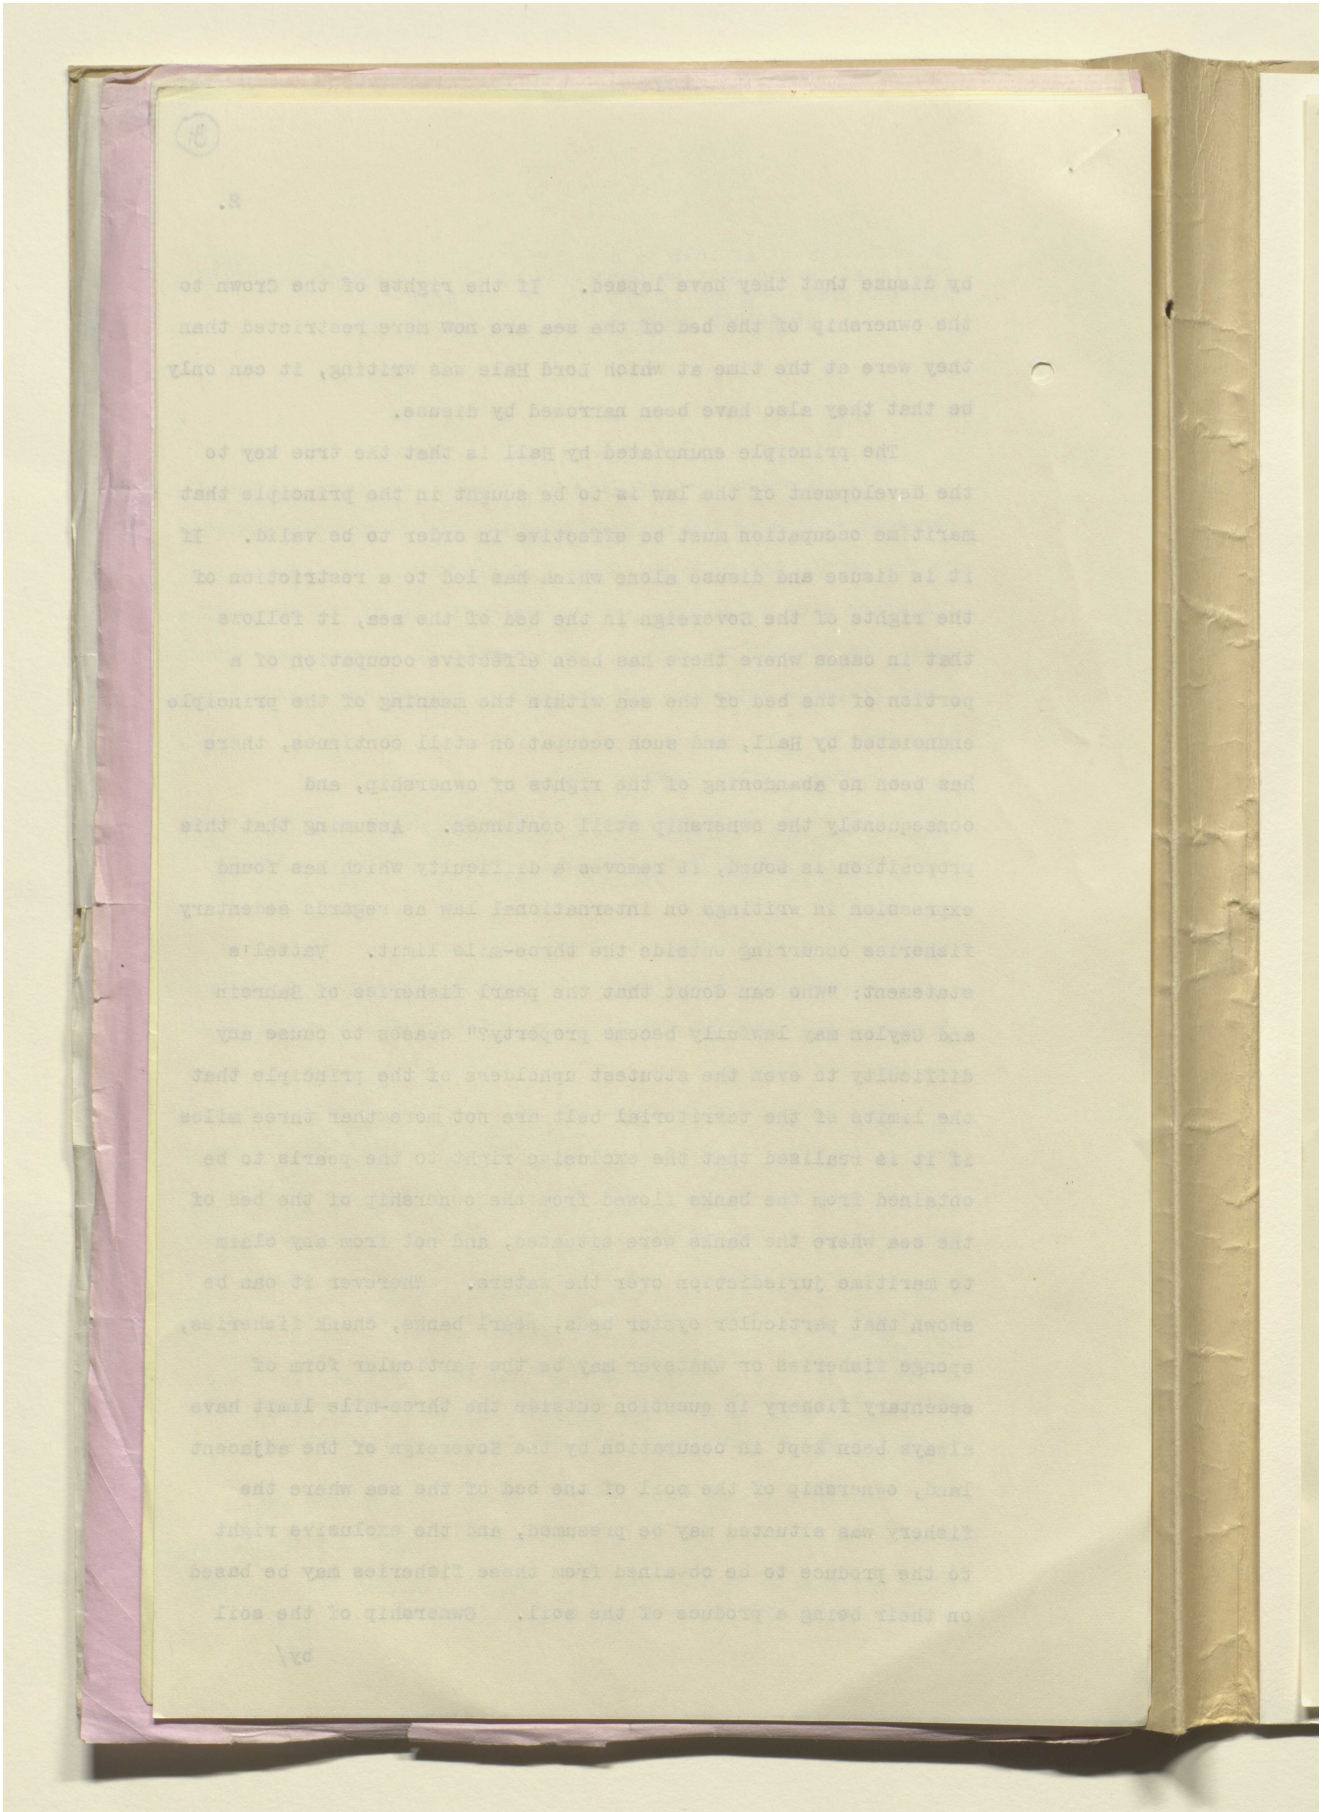 2.
by disuse that they have lapsed. If the rights of the Crown to
the ownership of the bed of the sea are now more restricted than
they were at the time at which Lord Hale was writing, it can only
be that they also have been narrowed by disuse.
The principle enunciated by Hall is that the true key to
the development of the law is to be sought in the principle that
maritime occupation must be effective in order to be valid. If
it is disuse and disuse alone which has led to a restriction of
the rights of the Sovereign in the bed of the sea, it follows
that in cases where there has been effective occupation of a
portion of the bed of the sea within the meaning of the principle
enunciated by Hall, and such occupation still continues, there
has been no abandoning of the rights of ownership, and
consequently the ownership still continues. Assuming that this
proposition is sound, it removes a difficulty which has found
expression in writings on international law as regards sedentary
fisheries occurring outside the three-mile limit. Vattel's
statement: "Who can doubt that the pearl fisheries of Bahrein
and Ceylon may lawfully become property?" ceases to cause any
difficulty to even the stoutest upholders of the principle that
the limits of the territorial belt are not more than three miles
if it is realised that the exclusive right to the pearls to be
obtained from the banks flowed from the ownership of the bed of
the sea where the banks were situated, and not from any claim
to maritime jurisdiction over the waters. Wherever it can be
shown that particular oyster beds, pearl banks, chank fisheries,
sponge fisheries or whatever may be the particular form of
sedentary fishery in question outside the three-mile limit have
always been kept in occupation by the Sovereign of the adjacent
land, ownership of the soil of the bed of the sea where the
fishery was situated may be presumed, and the exclusive right
to the produce to be obtained from these fisheries may be based
on their being a produce of the soil. Ownership of the soil
by/